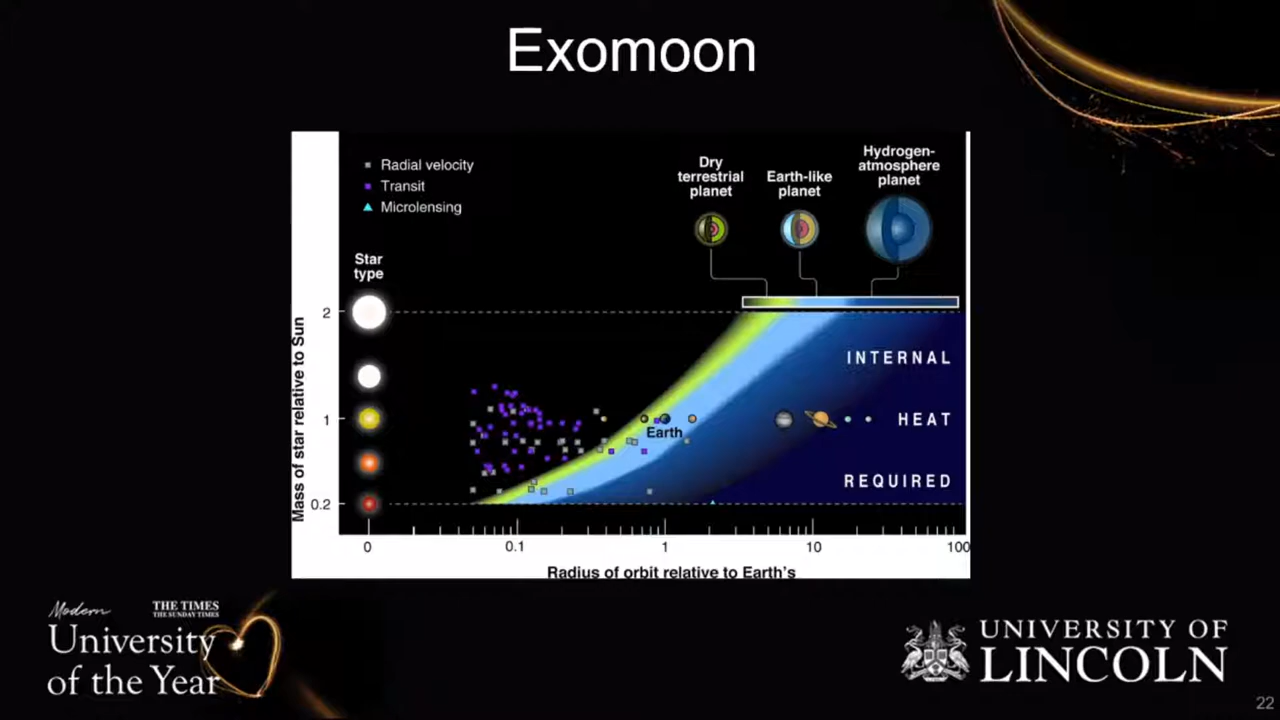 Exomoon
Radial velocity
Transit
Microlensing
Dry
terrestrial
planet
Earth-like
planet
Hydrogen-
atmosphere
planet
Star
type
Mass of star relative to Sun
2
1
0.2
INTERNAL
HEAT
REQUIRED
Earth
0
0.1
1
10
100
Radius of orbit relative to Earth's
Modern
THE TIMES
THE SUNDAY TIMES
University
of the Year
UNIVERSITY OF
LINCOLN
22